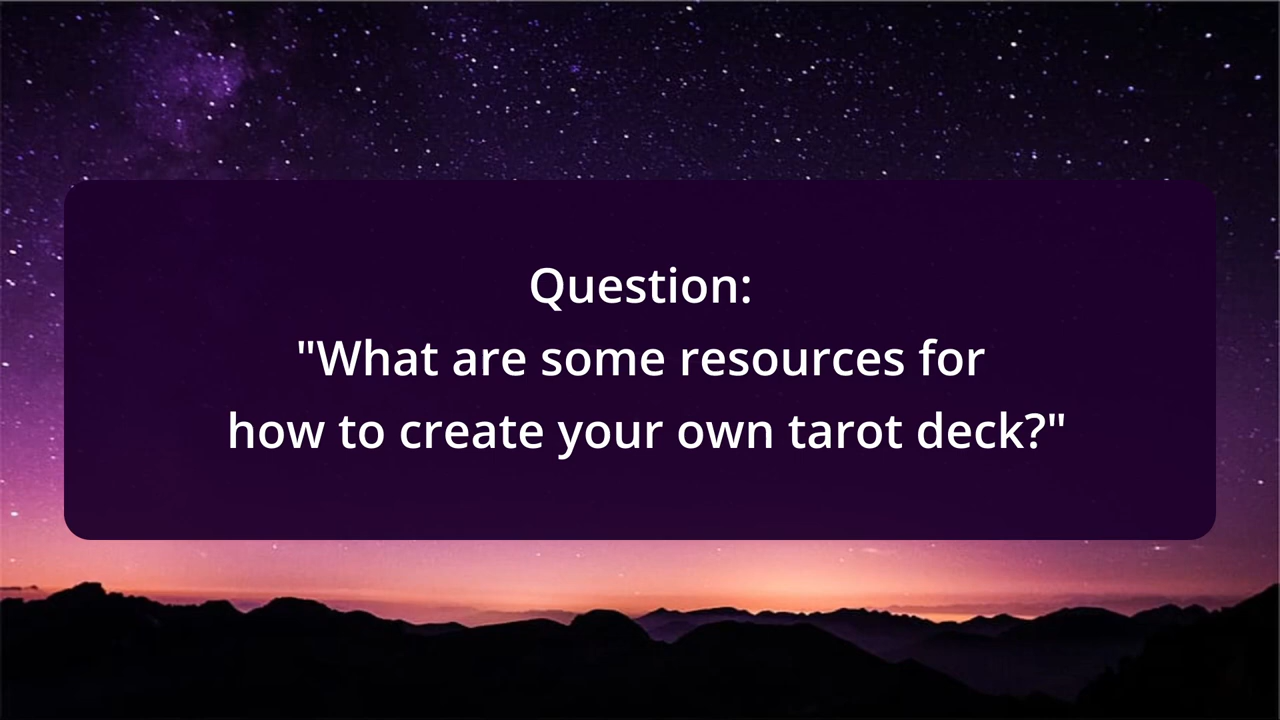 Question:
"What are some resources for
how to create your own tarot deck?"